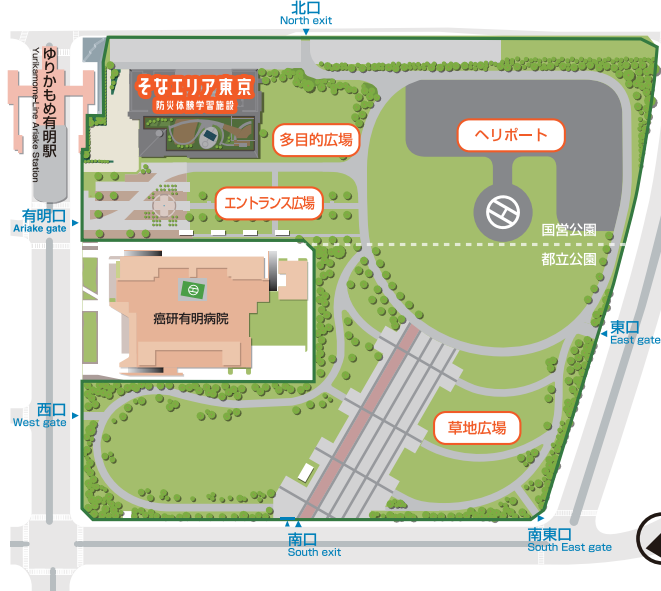 北口
North exit
ゆりかもめ有明駅
Yurikamome-Line Ariake Station
そなエリア東京
防災体験学習施設
多目的広場
ヘリポート
エントランス広場
有明口
Ariake gate
国営公園
都立公園
癌研有明病院
東口
East gate
西口
West gate
草地広場
南口
South exit
南東口
South East gate